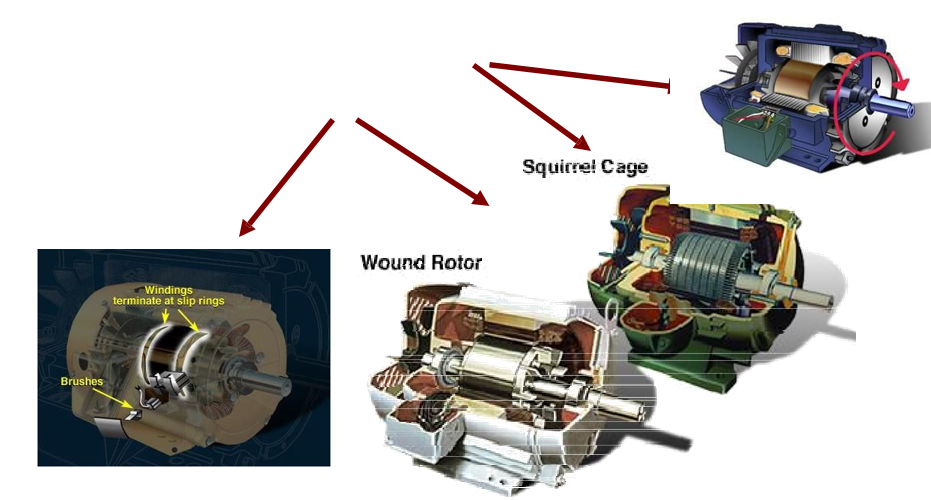 Squirrel Cage
Wound Rotor
Windings
terminate at slip rings
Brushes